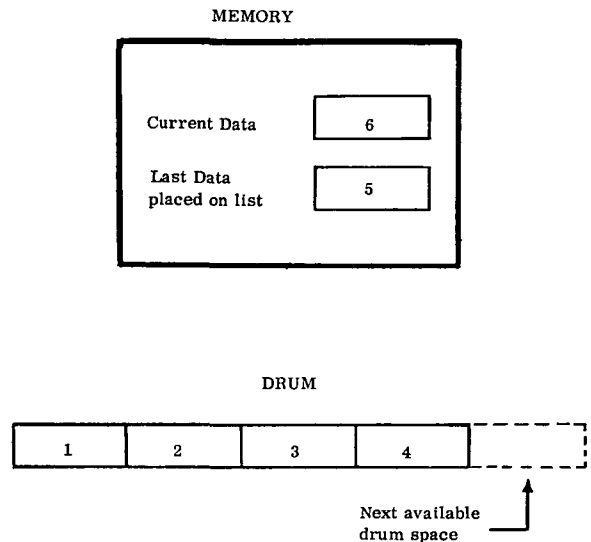 MEMORY
Current Data
6
Last Data
placed on list
5
DRUM
1 2 3 4
Next available
drum space